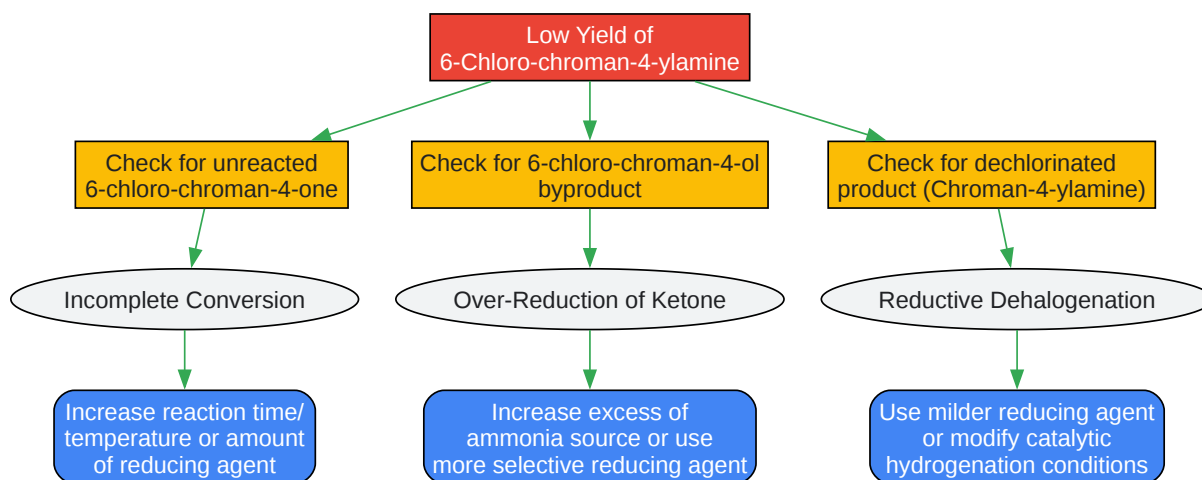 Low Yield of
6-Chloro-chroman-4-ylamine
Check for unreacted
6-chloro-chroman-4-one
Check for 6-chloro-chroman-4-ol
byproduct
Check for dechlorinated
product (Chroman-4-ylamine)
Incomplete Conversion
Over-Reduction of Ketone
Reductive Dehalogenation
Increase reaction time/
temperature or amount
of reducing agent
Increase excess of
ammonia source or use
more selective reducing agent
Use milder reducing agent
or modify catalytic
hydrogenation conditions